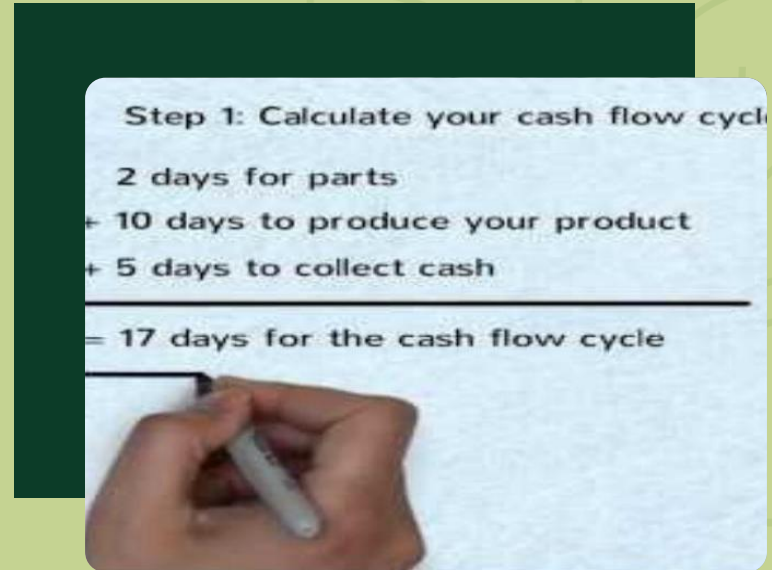 Step 1: Calculate your cash flow cycl
2 days for parts
+ 10 days to produce your product
+ 5 days to collect cash
= 17 days for the cash flow cycle